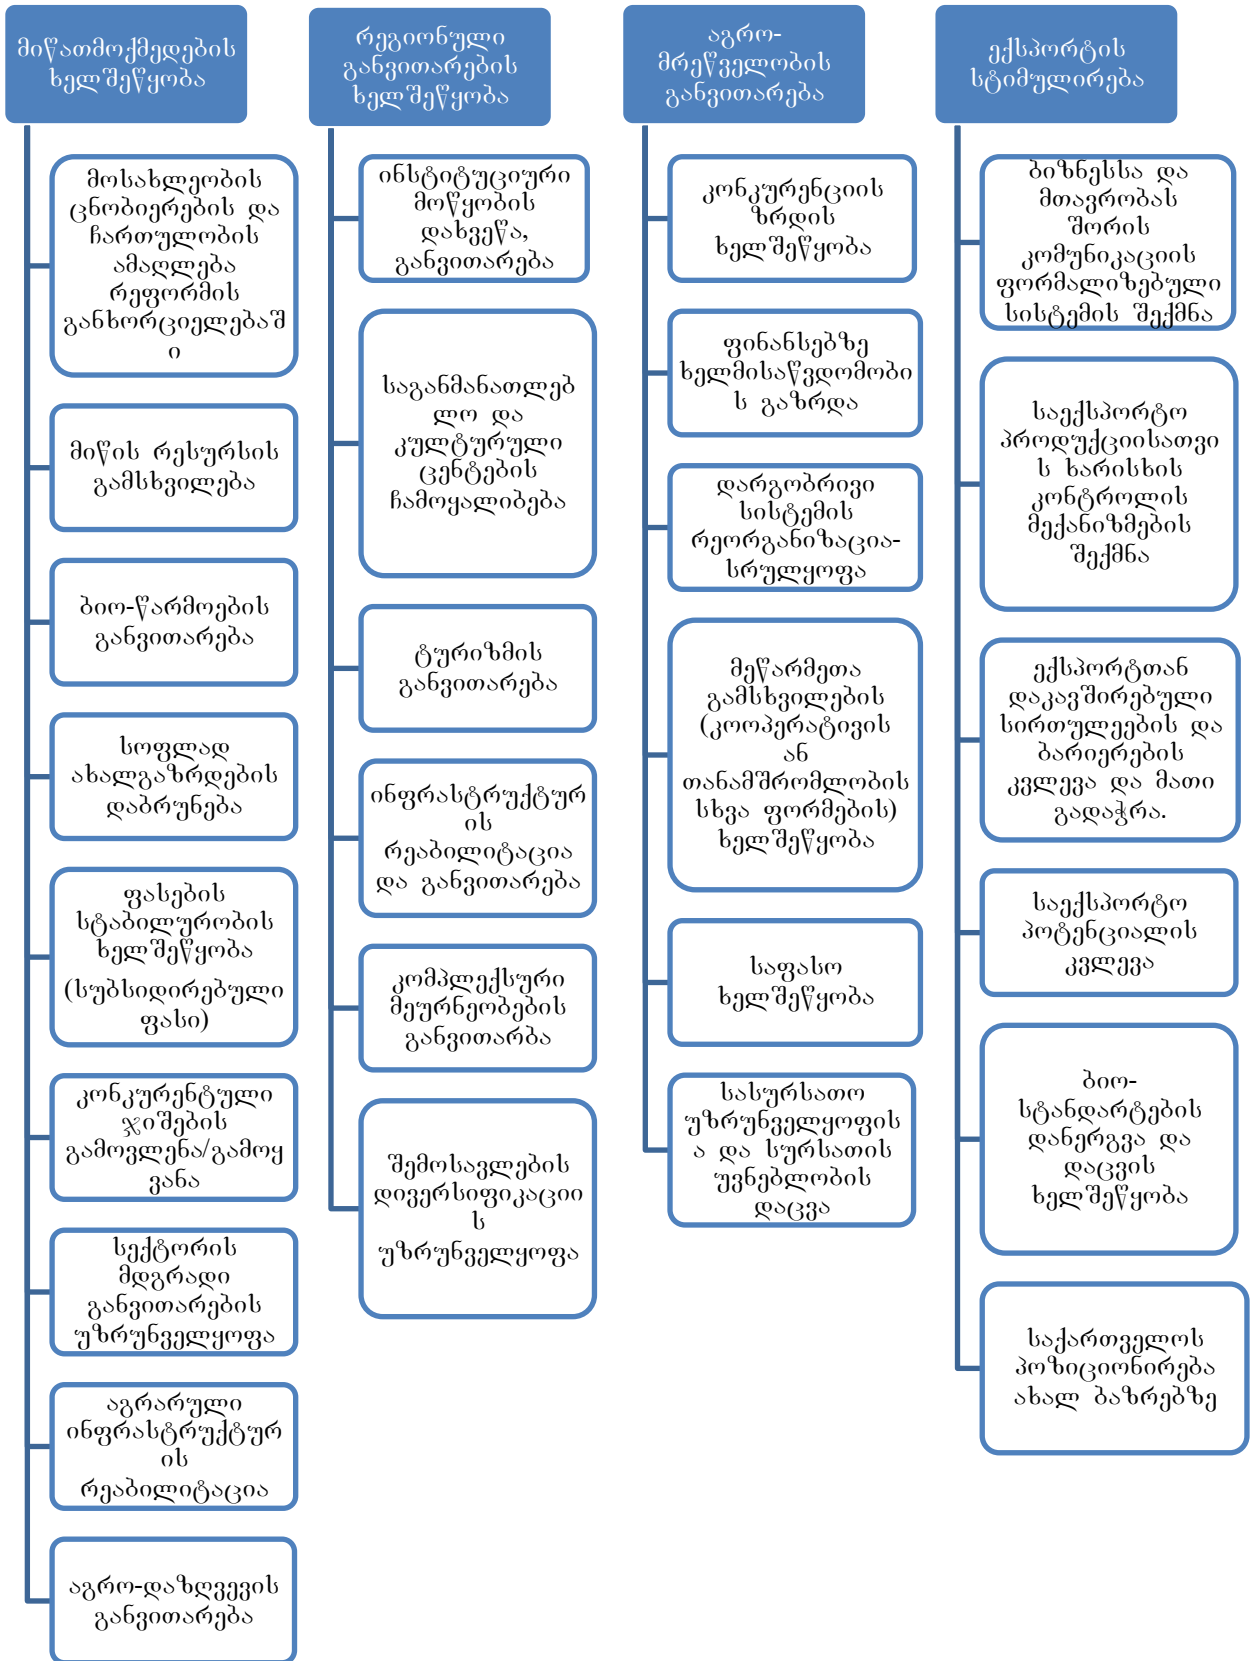 მიწათმოქმედების
ხელშეწყობა
მოსახლეობის
ცნობიერების და
ჩართულობის
ამაღლება
რეფორმის
განხორციელებაშ
ი
მიწის რესურსის
გამსხვილება
ბიო-წარმოების
განვითარება
სოფლად
ახალგაზრდების
დაბრუნება
ფასების
სტაბილურობის
ხელშეწყობა
(სუბსიდირებული
ფასი)
კონკურენტული
ჯიშების
გამოვლენა/გამოყ
ვანა
სექტორის
მდგრადი
განვითარების
უზრუნველყოფა
აგრარული
ინფრასტრუქტურ
ის
რეაბილიტაცია
აგრო-დაზღვევის
განვითარება
რეგიონული
განვითარების
ხელშეწყობა
ინსტიტუციური
მოწყობის
დახვეწა,
განვითარება
საგანმანათლებ
ლო და
კულტურული
ცენტების
ჩამოყალიბება
ტურიზმის
განვითარება
ინფრასტრუქტურ
ის
რეაბილიტაცია
და განვითარება
კომპლექსური
მეურნეობების
განვითარბა
შემოსავლების
დივერსიფიკაციი
ს
უზრუნველყოფა
აგრო-
მრეწველობის
განვითარება
კონკურენციის
ზრდის
ხელშეწყობა
ფინანსებზე
ხელმისაწვდომობი
ს გაზრდა
დარგობრივი
სისტემის
რეორგანიზაცია-
სრულყოფა
მეწარმეთა
გამსხვილების
(კოოპერატივის
ან
თანამშრომლობის
სხვა ფორმების)
ხელშეწყობა
საფასო
ხელშეწყობა
სასურსათო
უზრუნველყოფის
ა და სურსათის
უვნებლობის
დაცვა
ექსპორტის
სტიმულირება
ბიზნესსა და
მთავრობას
შორის
კომუნიკაციის
ფორმალიზებული
სისტემის შექმნა
საექსპორტო
პროდუქციისათვი
ს ხარისხის
კონტროლის
მექანიზმების
შექმნა
ექსპორტთან
დაკავშირებული
სირთულეების და
ბარიერების
კვლევა და მათი
გადაჭრა.
საექსპორტო
პოტენციალის
კვლევა
ბიო-
სტანდარტების
დანერგვა და
დაცვის
ხელშეწყობა
საქართველოს
პოზიციონირება
ახალ ბაზრებზე